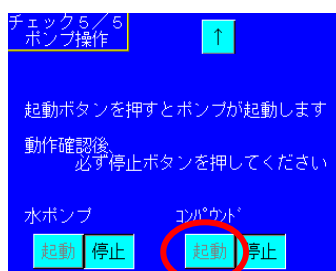 チェック5／5
ポンプ操作
↑
起動ボタンを押すとポンプが起動します
動作確認後、
必ず停止ボタンを押してください
水ポンプ ｺﾝﾊﾟｳﾝﾄﾞ
起動 停止 起動 停止